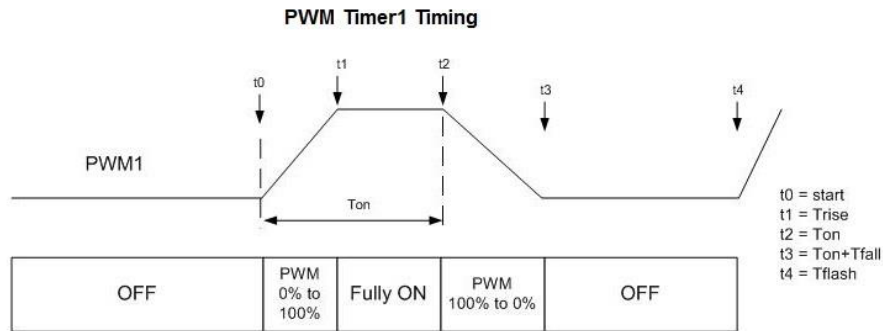 PWM Timer1 Timing
t0
t1
t2
t3
t4
PWM1
Ton
t0 = start
t1 = Trise
t2 = Ton
t3 = Ton+Tfall
t4 = Tflash
OFF
PWM
0% to
100%
Fully ON
PWM
100% to 0%
OFF